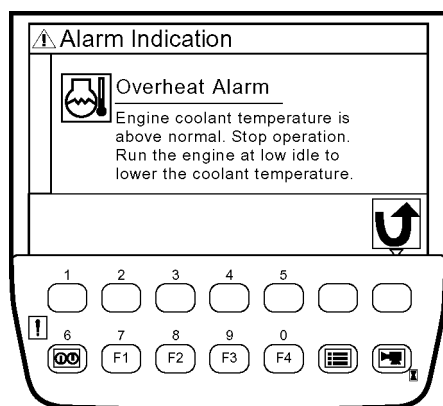 Alarm Indication
Overheat Alarm
Engine coolant temperature is
above normal. Stop operation.
Run the engine at low idle to
lower the coolant temperature.
1 2 3 4 5
6 7 8 9 0
F1 F2 F3 F4